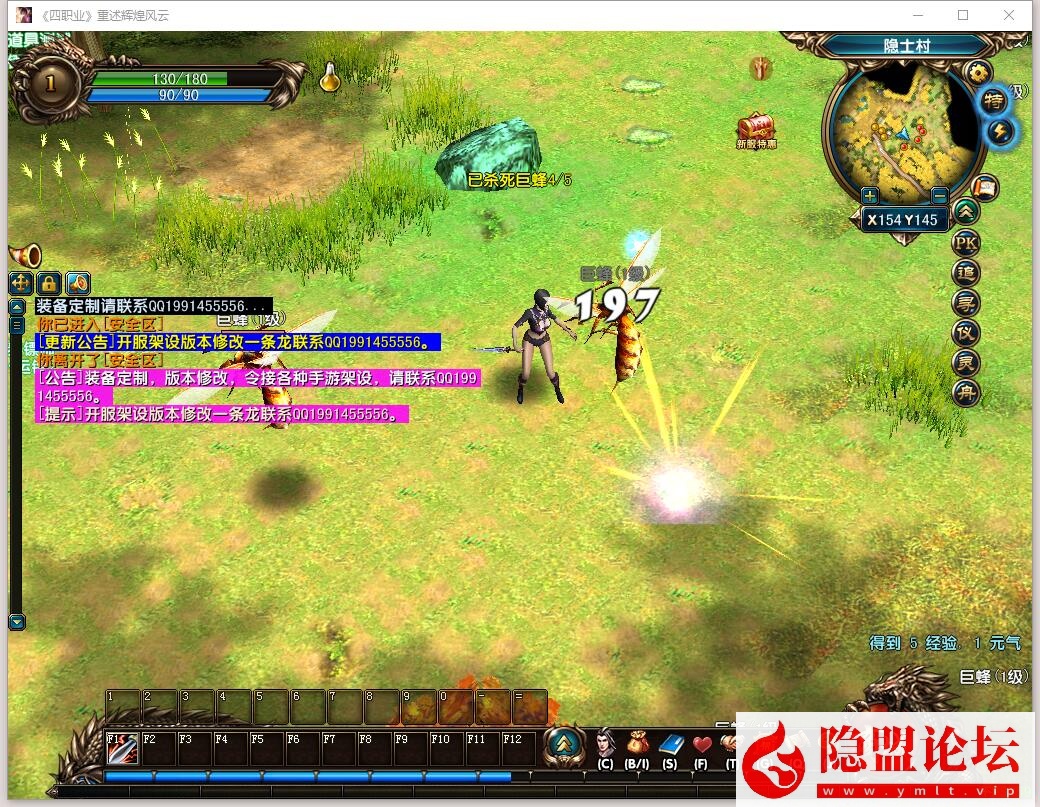 《四职业》重述辉煌风云
隐士村
1
130/180
90/90
特
新服特惠
已杀死巨蜂4/5
X154Y145
PK
追
寻
仪
灵
舟
巨蜂(1级)
197
装备定制请联系QQ1991455556...
你已进入[安全区]
巨蜂(1级)
[更新公告]开服架设版本修改一条龙联系QQ1991455556。
你离开了[安全区]
[公告]装备定制，版本修改，令接各种手游架设，请联系QQ199
1455556。
[提示]开服架设版本修改一条龙联系QQ1991455556。
得到 5 经验, 1 元气
巨蜂(1级)
1 2 3 4 5 6 7 8 9 0 - =
F1 F2 F3 F4 F5 F6 F7 F8 F9 F10 F11 F12
(C) (B/I) (S) (F)
隐盟论坛
www.ymlt.vip